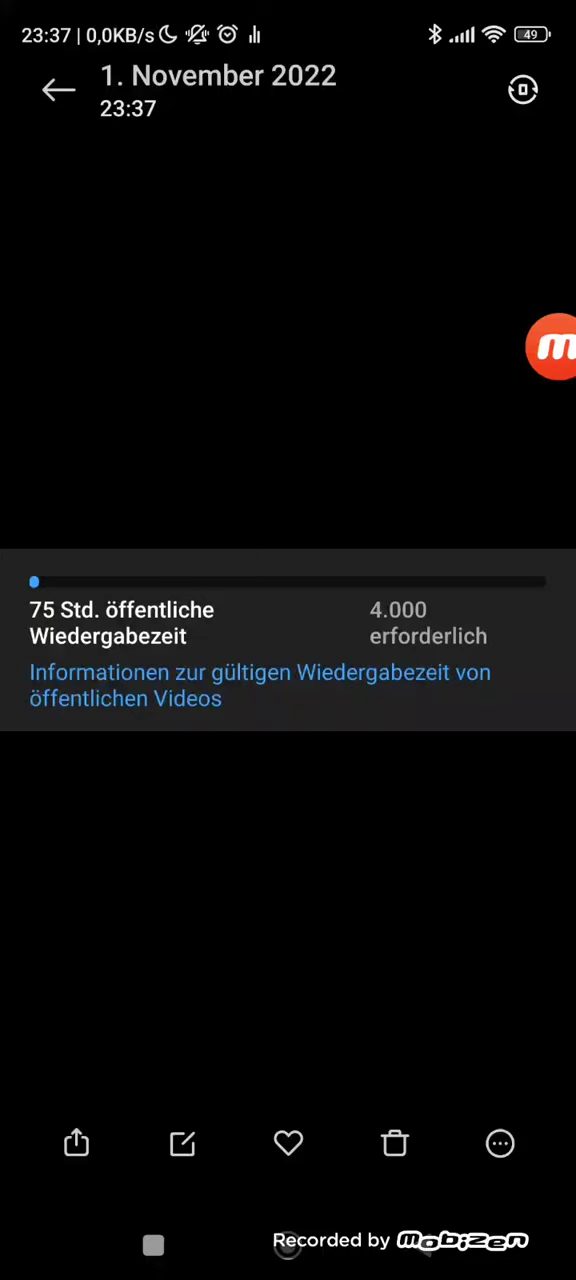 23:37 | 0,0KB/s 49
1. November 2022
23:37
m
75 Std. öffentliche Wiedergabezeit
4.000 erforderlich
Informationen zur gültigen Wiedergabezeit von
öffentlichen Videos
Recorded by mobizen